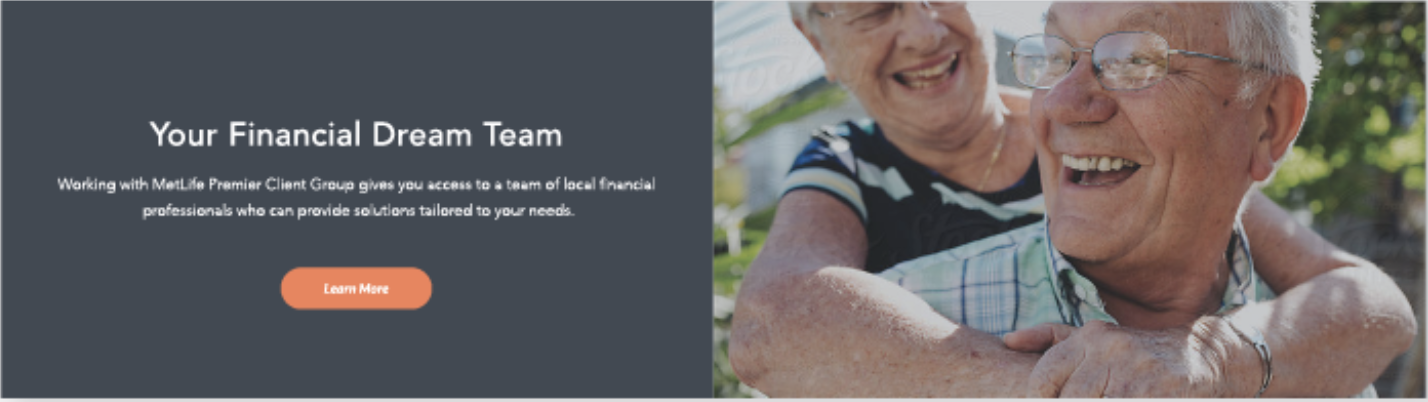 Your Financial Dream Team
Working with MetLife Premier Client Group gives you access to a team of local financial
professionals who can provide solutions tailored to your needs.
Learn More